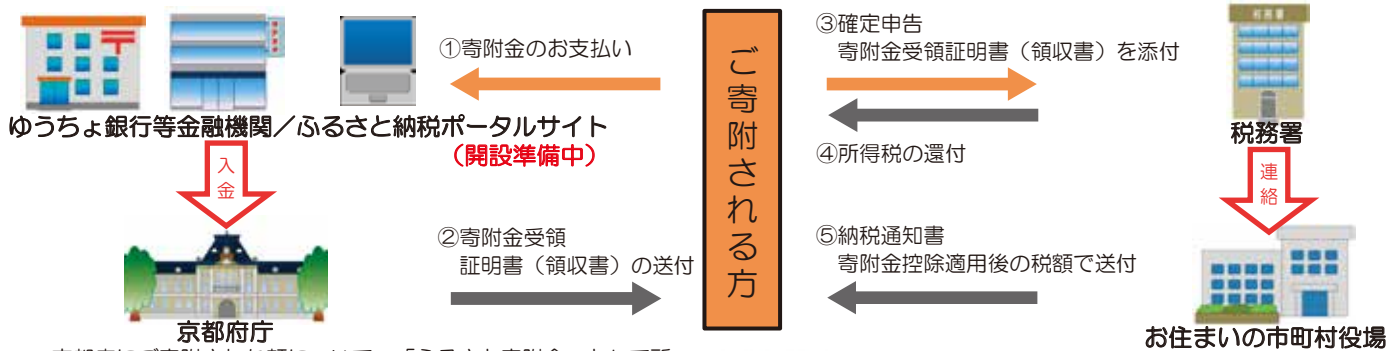 ①寄附金のお支払い
ゆうちょ銀行等金融機関／ふるさと納税ポータルサイト
（開設準備中）
入金
京都府庁
②寄附金受領
証明書（領収書）の送付
ご寄附される方
③確定申告
寄附金受領証明書（領収書）を添付
④所得税の還付
税務署
税務署
連絡
⑤納税通知書
寄附金控除適用後の税額で送付
お住まいの市町村役場